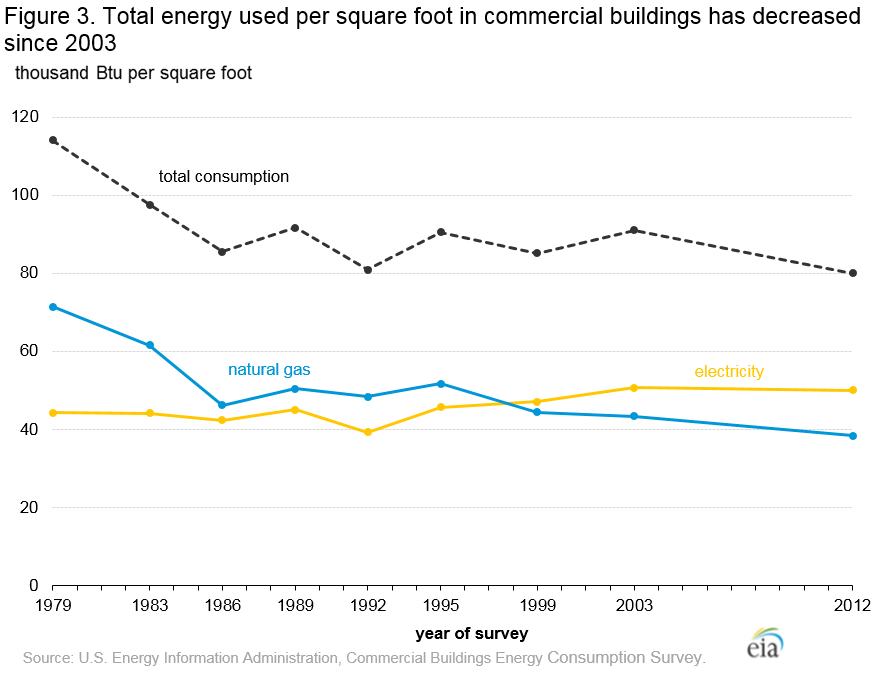 Figure 3. Total energy used per square foot in commercial buildings has decreased
since 2003
thousand Btu per square foot
120
total consumption
100
80
60
natural gas
electricity
40
20
0
1979 1983 1986 1989 1992 1995 1999 2003 2012
year of survey
Source: U.S. Energy Information Administration, Commercial Buildings Energy Consumption Survey.
eia